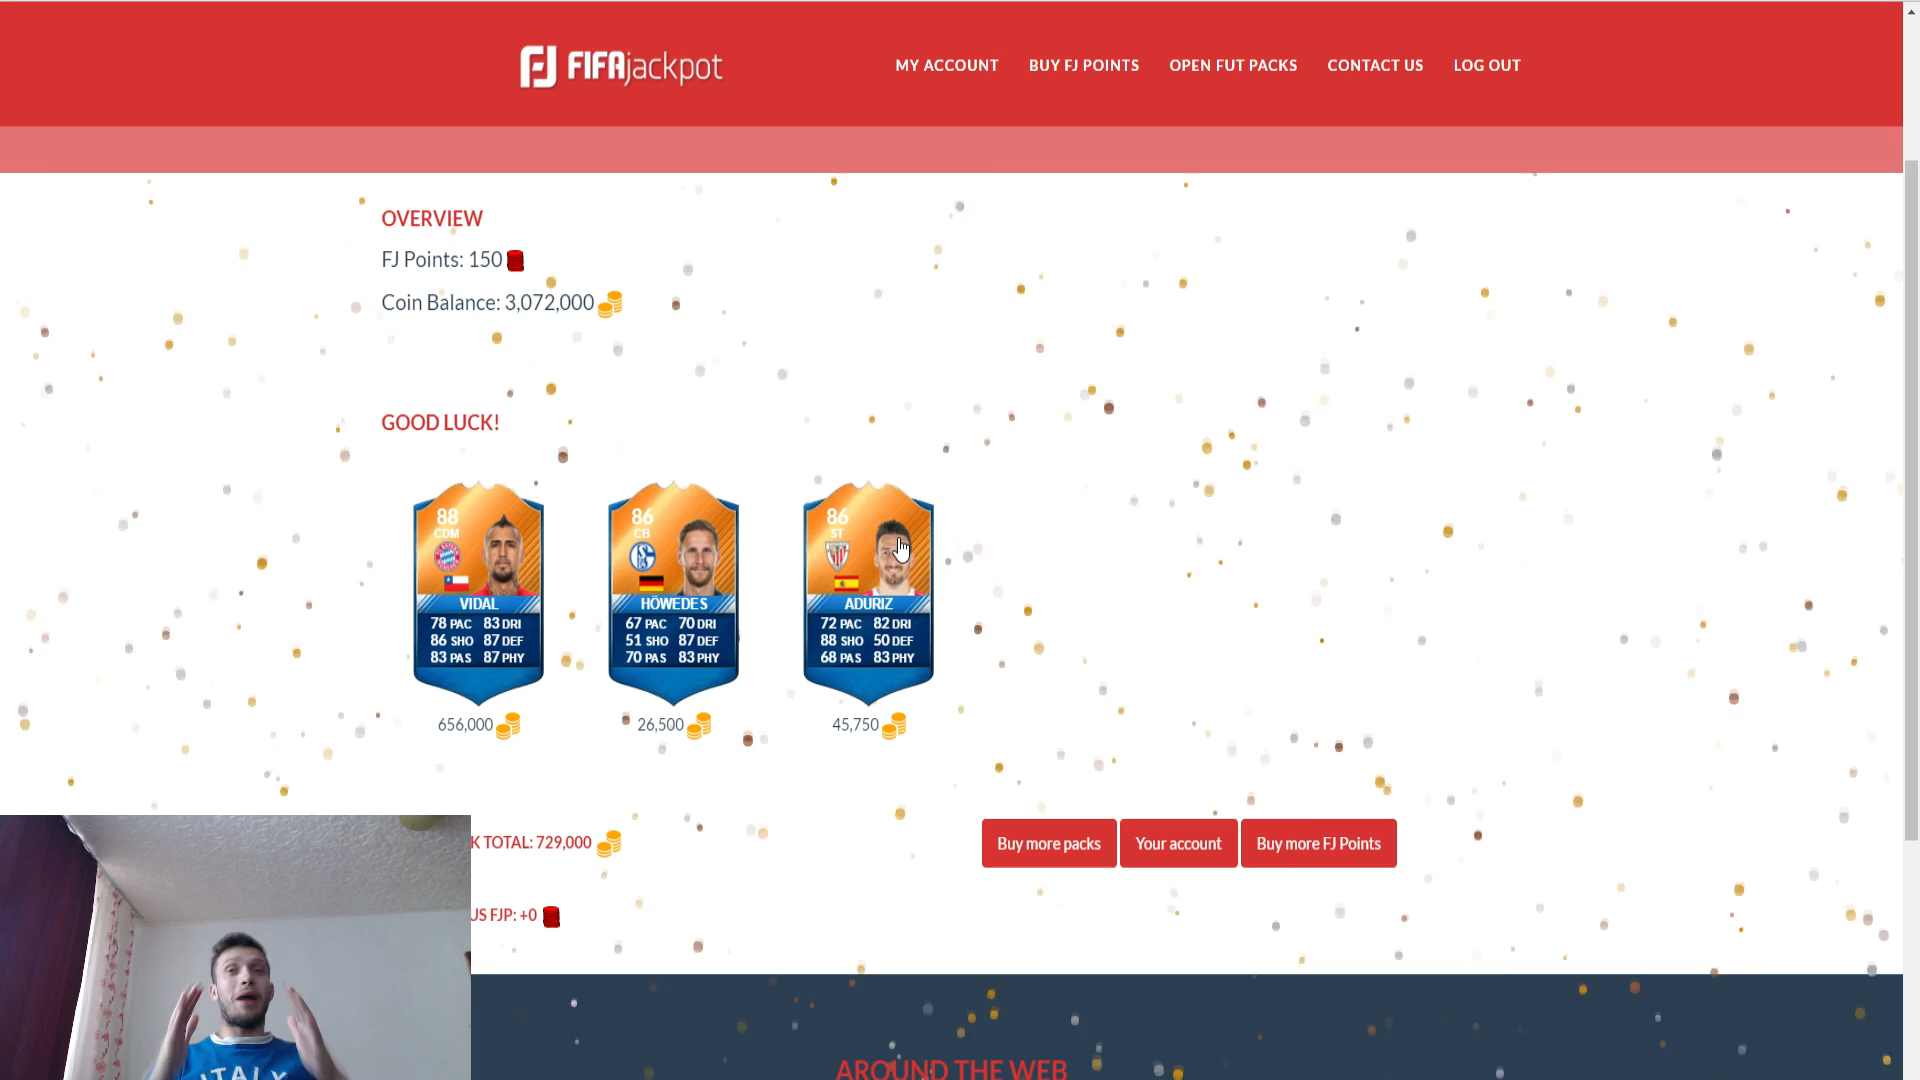 FIFAjackpot
MY ACCOUNT BUY FJ POINTS OPEN FUT PACKS CONTACT US LOG OUT
OVERVIEW
FJ Points: 150
Coin Balance: 3,072,000
GOOD LUCK!
88
CDM
VIDAL
78 PAC 83 DRI
86 SHO 87 DEF
83 PAS 87 PHY
656,000
86
CB
HÖWEDES
67 PAC 70 DRI
51 SHO 87 DEF
70 PAS 83 PHY
26,500
86
ST
ADURIZ
72 PAC 82 DRI
88 SHO 50 DEF
68 PAS 83 PHY
45,750
K TOTAL: 729,000
Buy more packs Your account Buy more FJ Points
US FJP: +0
ITALY
AROUND THE WEB